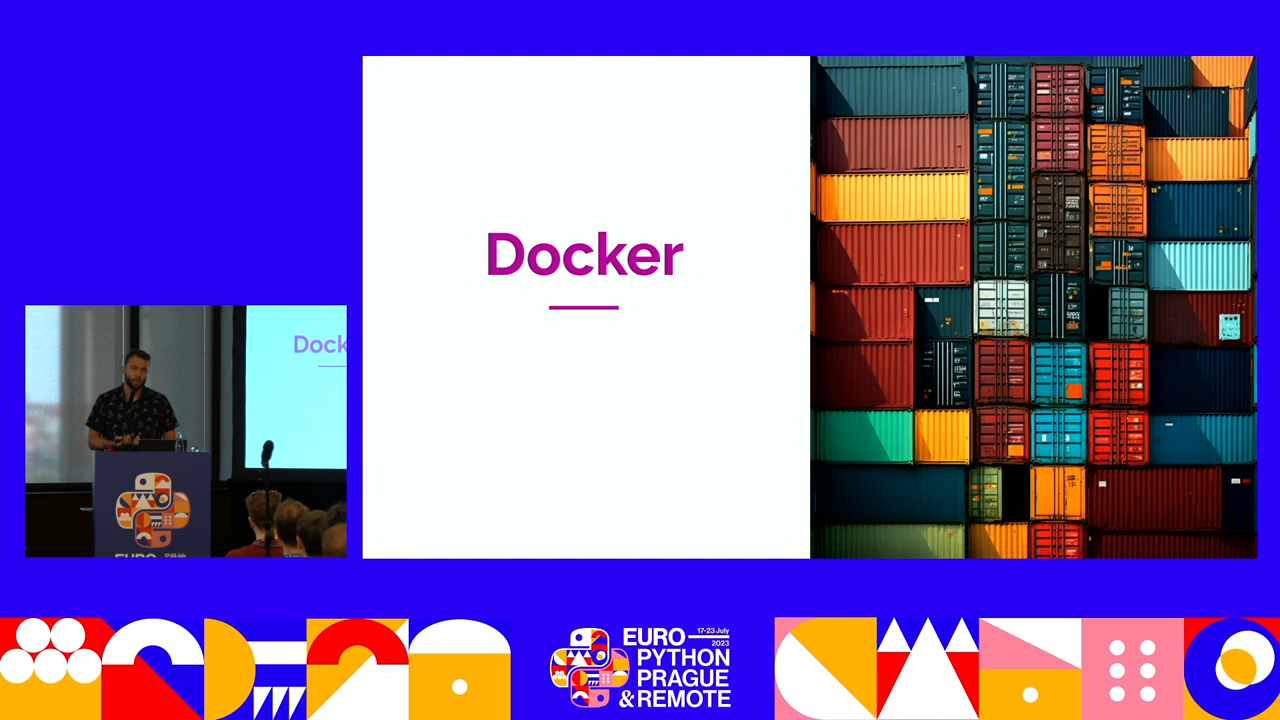 Docker
Dock
EURO
17-23 July
2023
PYTHON
PRAGUE
& REMOTE